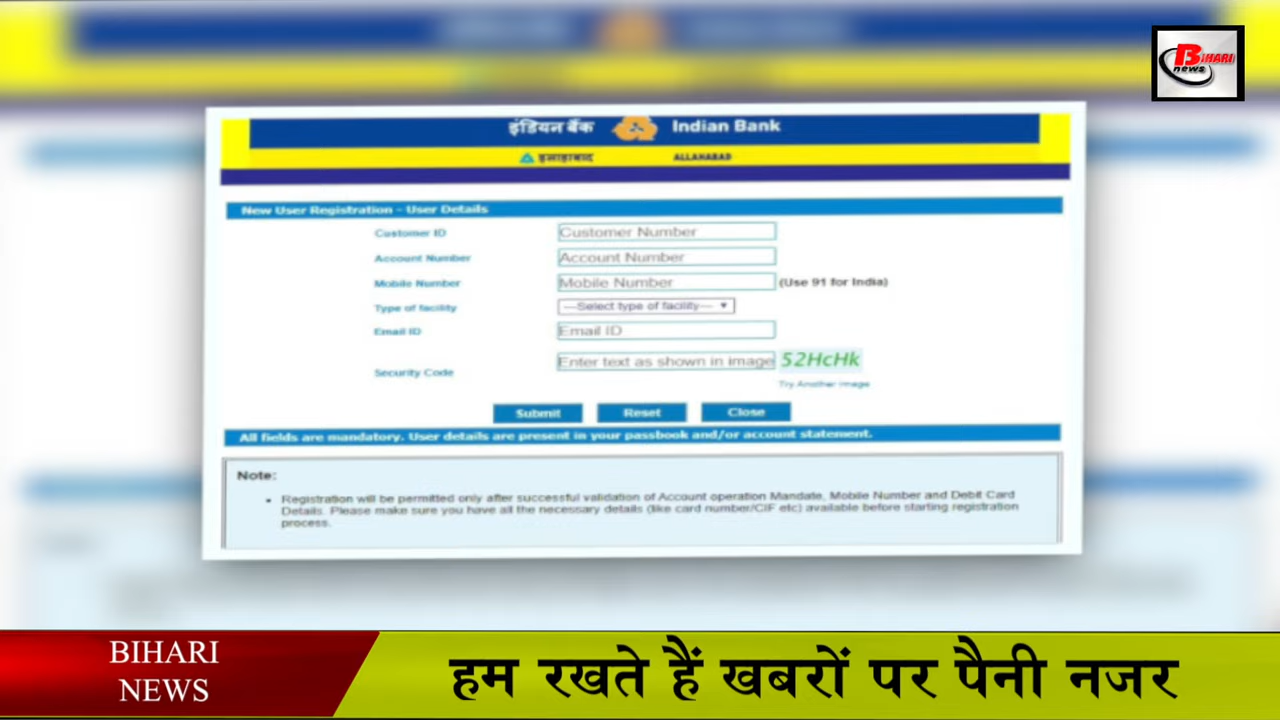 BIHARI
news
इंडियन बैंक Indian Bank
इलाहाबाद ALLAHABAD
New User Registration - User Details
Customer ID Customer Number
Account Number Account Number
Mobile Number Mobile Number (Use 91 for India)
Type of facility ---Select type of facility---
Email ID Email ID
Security Code Enter text as shown in image 52HcHk
Try Another image
Submit Reset Close
All fields are mandatory. User details are present in your passbook and/or account statement.
Note:
• Registration will be permitted only after successful validation of Account operation Mandate, Mobile Number and Debit Card
Details. Please make sure you have all the necessary details (like card number/CIF etc) available before starting registration
process.
BIHARI
NEWS
हम रखते हैं खबरों पर पैनी नजर